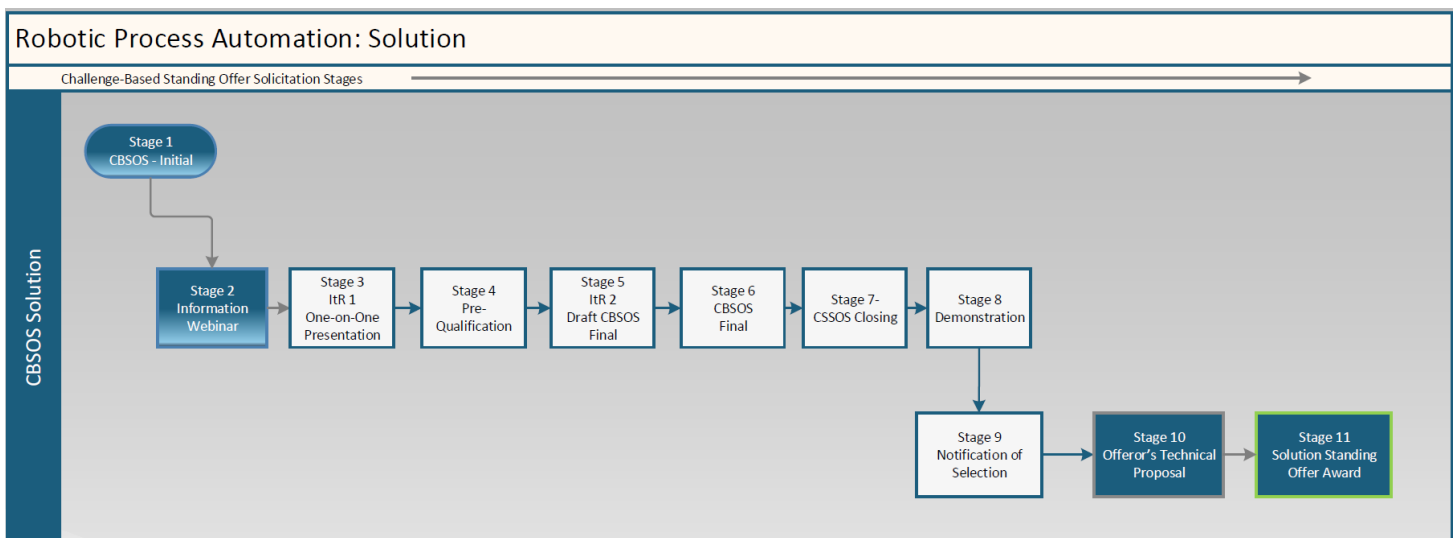 Robotic Process Automation: Solution
Challenge-Based Standing Offer Solicitation Stages
CBSOS Solution
Stage 1
CBSOS - Initial
Stage 2
Information
Webinar
Stage 3
ItR 1
One-on-One
Presentation
Stage 4
Pre-
Qualification
Stage 5
ItR 2
Draft CBSOS
Final
Stage 6
CBSOS
Final
Stage 7-
CSSOS Closing
Stage 8
Demonstration
Stage 9
Notification of
Selection
Stage 10
Offeror's Technical
Proposal
Stage 11
Solution Standing
Offer Award